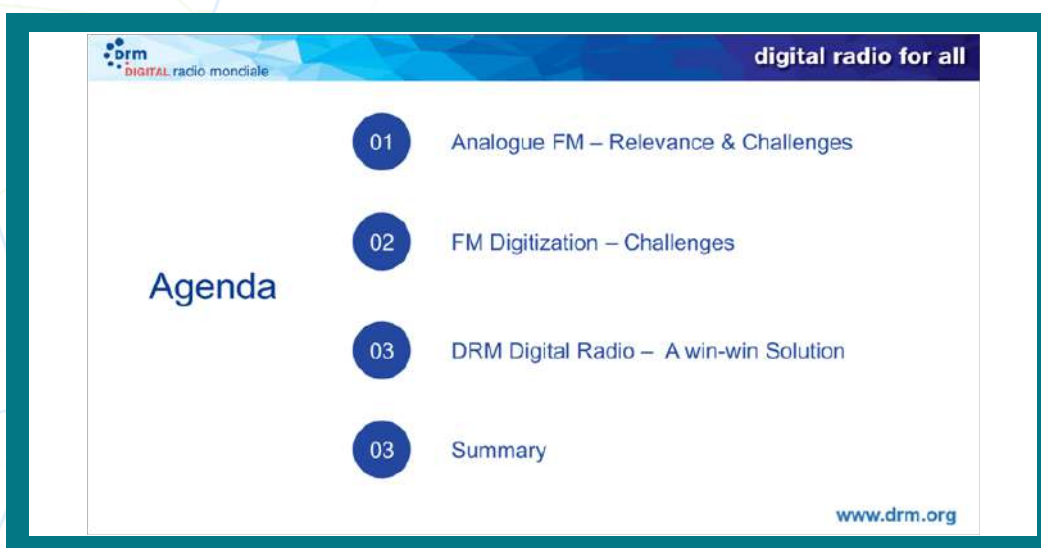 drm
DIGITAL radio mondiale
digital radio for all
Agenda
01 Analogue FM – Relevance & Challenges
02 FM Digitization – Challenges
03 DRM Digital Radio – A win-win Solution
03 Summary
www.drm.org